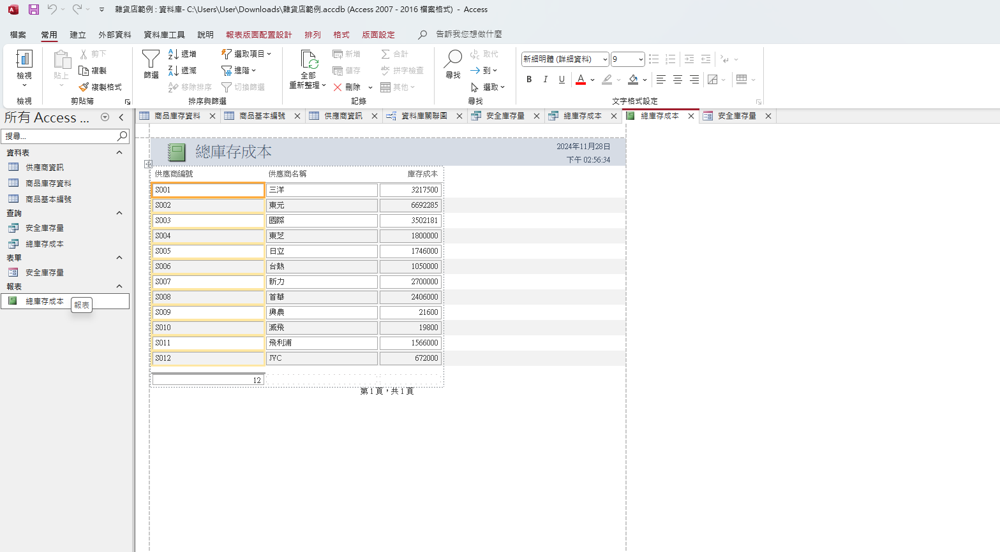 雜貨店範例 : 資料庫- C:\Users\User\Downloads\雜貨店範例.accdb (Access 2007 - 2016 檔案格式) - Access
檔案 常用 建立 外部資料 資料庫工具 說明 報表版面配置設計 排列 格式 版面設定 告訴我您想做什麼
檢視
檢視
貼上
剪下
複製
複製格式
剪貼簿
篩選
遞增
遞減
移除排序
選取項目
進階
切換篩選
排序與篩選
全部
重新整理
新增
儲存
刪除
合計
拼字檢查
其他
記錄
尋找
取代
到
選取
尋找
新細明體 (詳細資料) 9
B I U A
文字格式設定
所有 Access ...
搜尋...
資料表
供應商資訊
商品庫存資料
商品基本編號
查詢
安全庫存量
總庫存成本
表單
安全庫存量
報表
總庫存成本
報表
商品庫存資料 商品基本編號 供應商資訊 資料庫關聯圖 安全庫存量 總庫存成本 總庫存成本 安全庫存量
總庫存成本
2024年11月28日
下午 02:56:34
供應商編號 供應商名稱 庫存成本
S001 三洋 3217500
S002 東元 6692285
S003 國際 3502181
S004 東芝 1800000
S005 日立 1746000
S006 台熱 1050000
S007 新力 2700000
S008 首華 2406000
S009 興農 21600
S010 滅飛 19800
S011 飛利浦 1566000
S012 JVC 672000
12
第 1 頁，共 1 頁